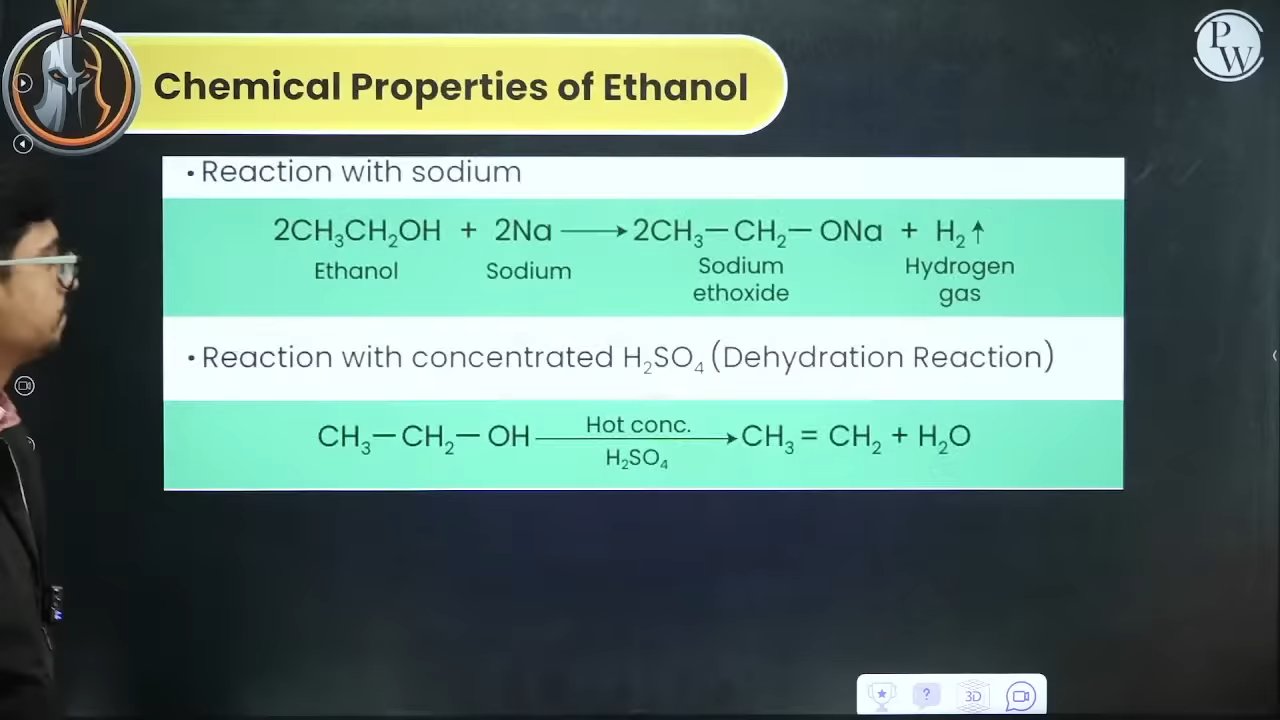 Chemical Properties of Ethanol
PW
• Reaction with sodium
2CH₃CH₂OH + 2Na ⟶ 2CH₃–CH₂–ONa + H₂↑
Ethanol Sodium Sodium ethoxide Hydrogen gas
• Reaction with concentrated H₂SO₄ (Dehydration Reaction)
Hot conc.
CH₃–CH₂–OH ⟶ CH₃ = CH₂ + H₂O
H₂SO₄
? 3D